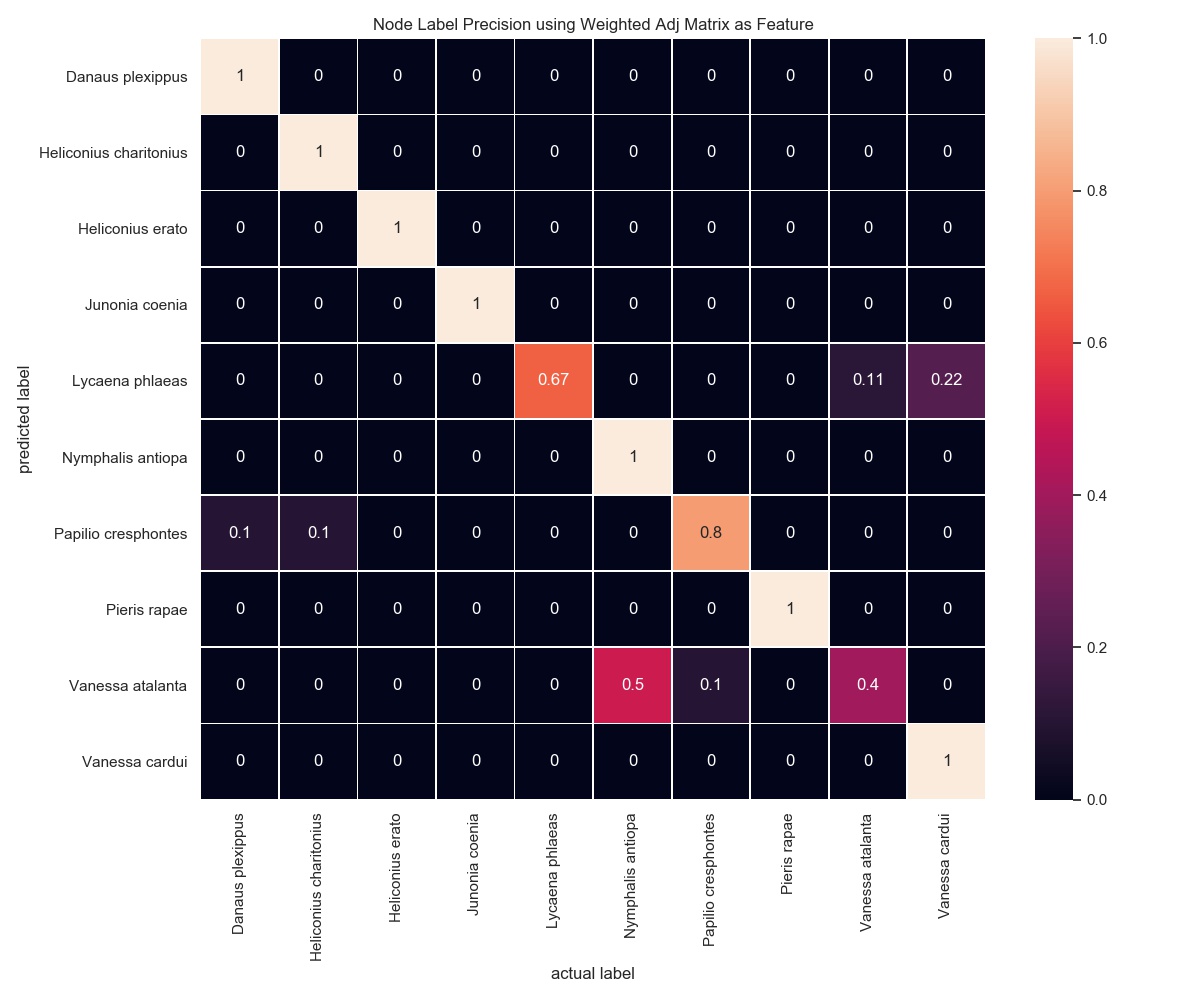 Node Label Precision using Weighted Adj Matrix as Feature
Danaus plexippus 1 0 0 0 0 0 0 0 0 0
Heliconius charitonius 0 1 0 0 0 0 0 0 0 0
Heliconius erato 0 0 1 0 0 0 0 0 0 0
Junonia coenia 0 0 0 1 0 0 0 0 0 0
Lycaena phlaeas 0 0 0 0 0.67 0 0 0 0.11 0.22
Nymphalis antiopa 0 0 0 0 0 1 0 0 0 0
Papilio cresphontes 0.1 0.1 0 0 0 0 0.8 0 0 0
Pieris rapae 0 0 0 0 0 0 0 1 0 0
Vanessa atalanta 0 0 0 0 0 0.5 0.1 0 0.4 0
Vanessa cardui 0 0 0 0 0 0 0 0 0 1
predicted label
Danaus plexippus
Heliconius charitonius
Heliconius erato
Junonia coenia
Lycaena phlaeas
Nymphalis antiopa
Papilio cresphontes
Pieris rapae
Vanessa atalanta
Vanessa cardui
actual label
1.0
0.8
0.6
0.4
0.2
0.0